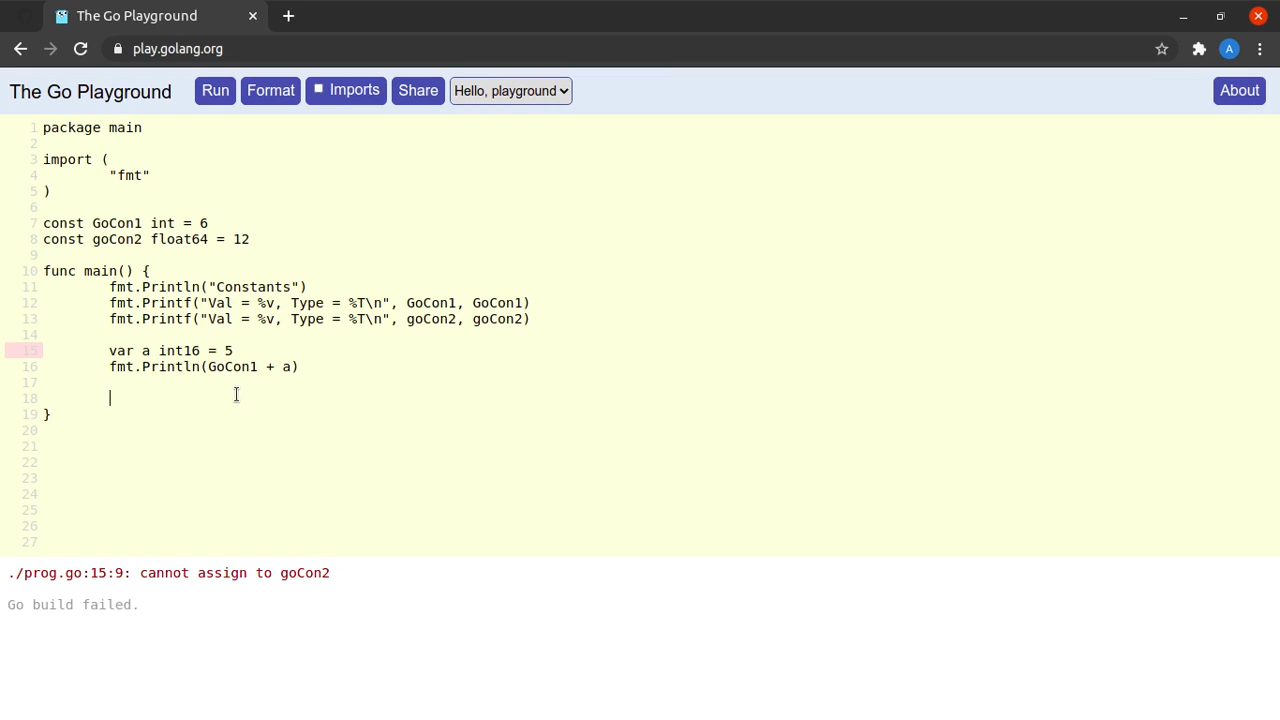 The Go Playground
play.golang.org
A
The Go Playground Run Format Imports Share Hello, playground About
1 package main
2
3 import (
4 "fmt"
5 )
6
7 const GoCon1 int = 6
8 const goCon2 float64 = 12
9
10 func main() {
11 fmt.Println("Constants")
12 fmt.Printf("Val = %v, Type = %T\n", GoCon1, GoCon1)
13 fmt.Printf("Val = %v, Type = %T\n", goCon2, goCon2)
14
15 var a int16 = 5
16 fmt.Println(GoCon1 + a)
17
18
19 }
20
21
22
23
24
25
26
27
./prog.go:15:9: cannot assign to goCon2
Go build failed.